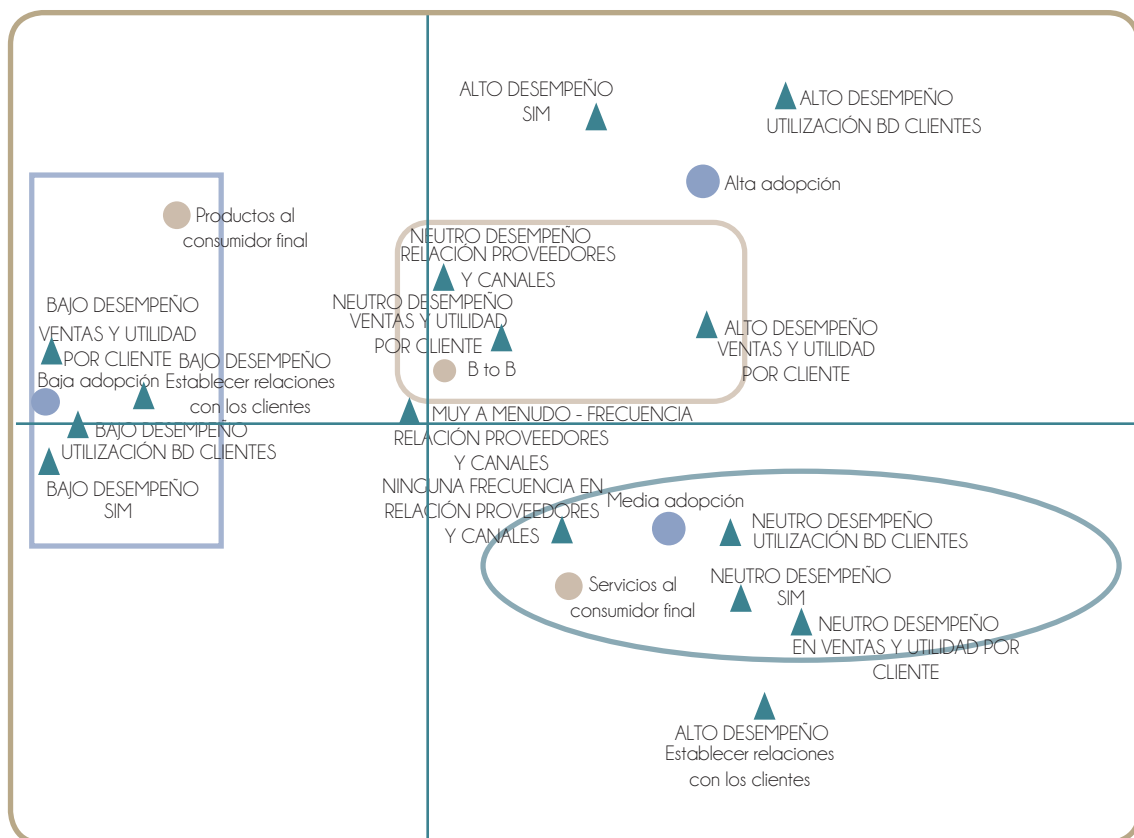 ALTO DESEMPEÑO
SIM
ALTO DESEMPEÑO
UTILIZACIÓN BD CLIENTES
Alta adopción
Productos al
consumidor final
NEUTRO DESEMPEÑO
RELACIÓN PROVEEDORES
Y CANALES
NEUTRO DESEMPEÑO
VENTAS Y UTILIDAD
POR CLIENTE
B to B
ALTO DESEMPEÑO
VENTAS Y UTILIDAD
POR CLIENTE
BAJO DESEMPEÑO
VENTAS Y UTILIDAD
POR CLIENTE
BAJO DESEMPEÑO
Establecer relaciones
con los clientes
Baja adopción
BAJO DESEMPEÑO
UTILIZACIÓN BD CLIENTES
BAJO DESEMPEÑO
SIM
MUY A MENUDO - FRECUENCIA
RELACIÓN PROVEEDORES
Y CANALES
NINGUNA FRECUENCIA EN
RELACIÓN PROVEEDORES
Y CANALES
Media adopción
NEUTRO DESEMPEÑO
UTILIZACIÓN BD CLIENTES
Servicios al
consumidor final
NEUTRO DESEMPEÑO
SIM
NEUTRO DESEMPEÑO
EN VENTAS Y UTILIDAD POR
CLIENTE
ALTO DESEMPEÑO
Establecer relaciones
con los clientes